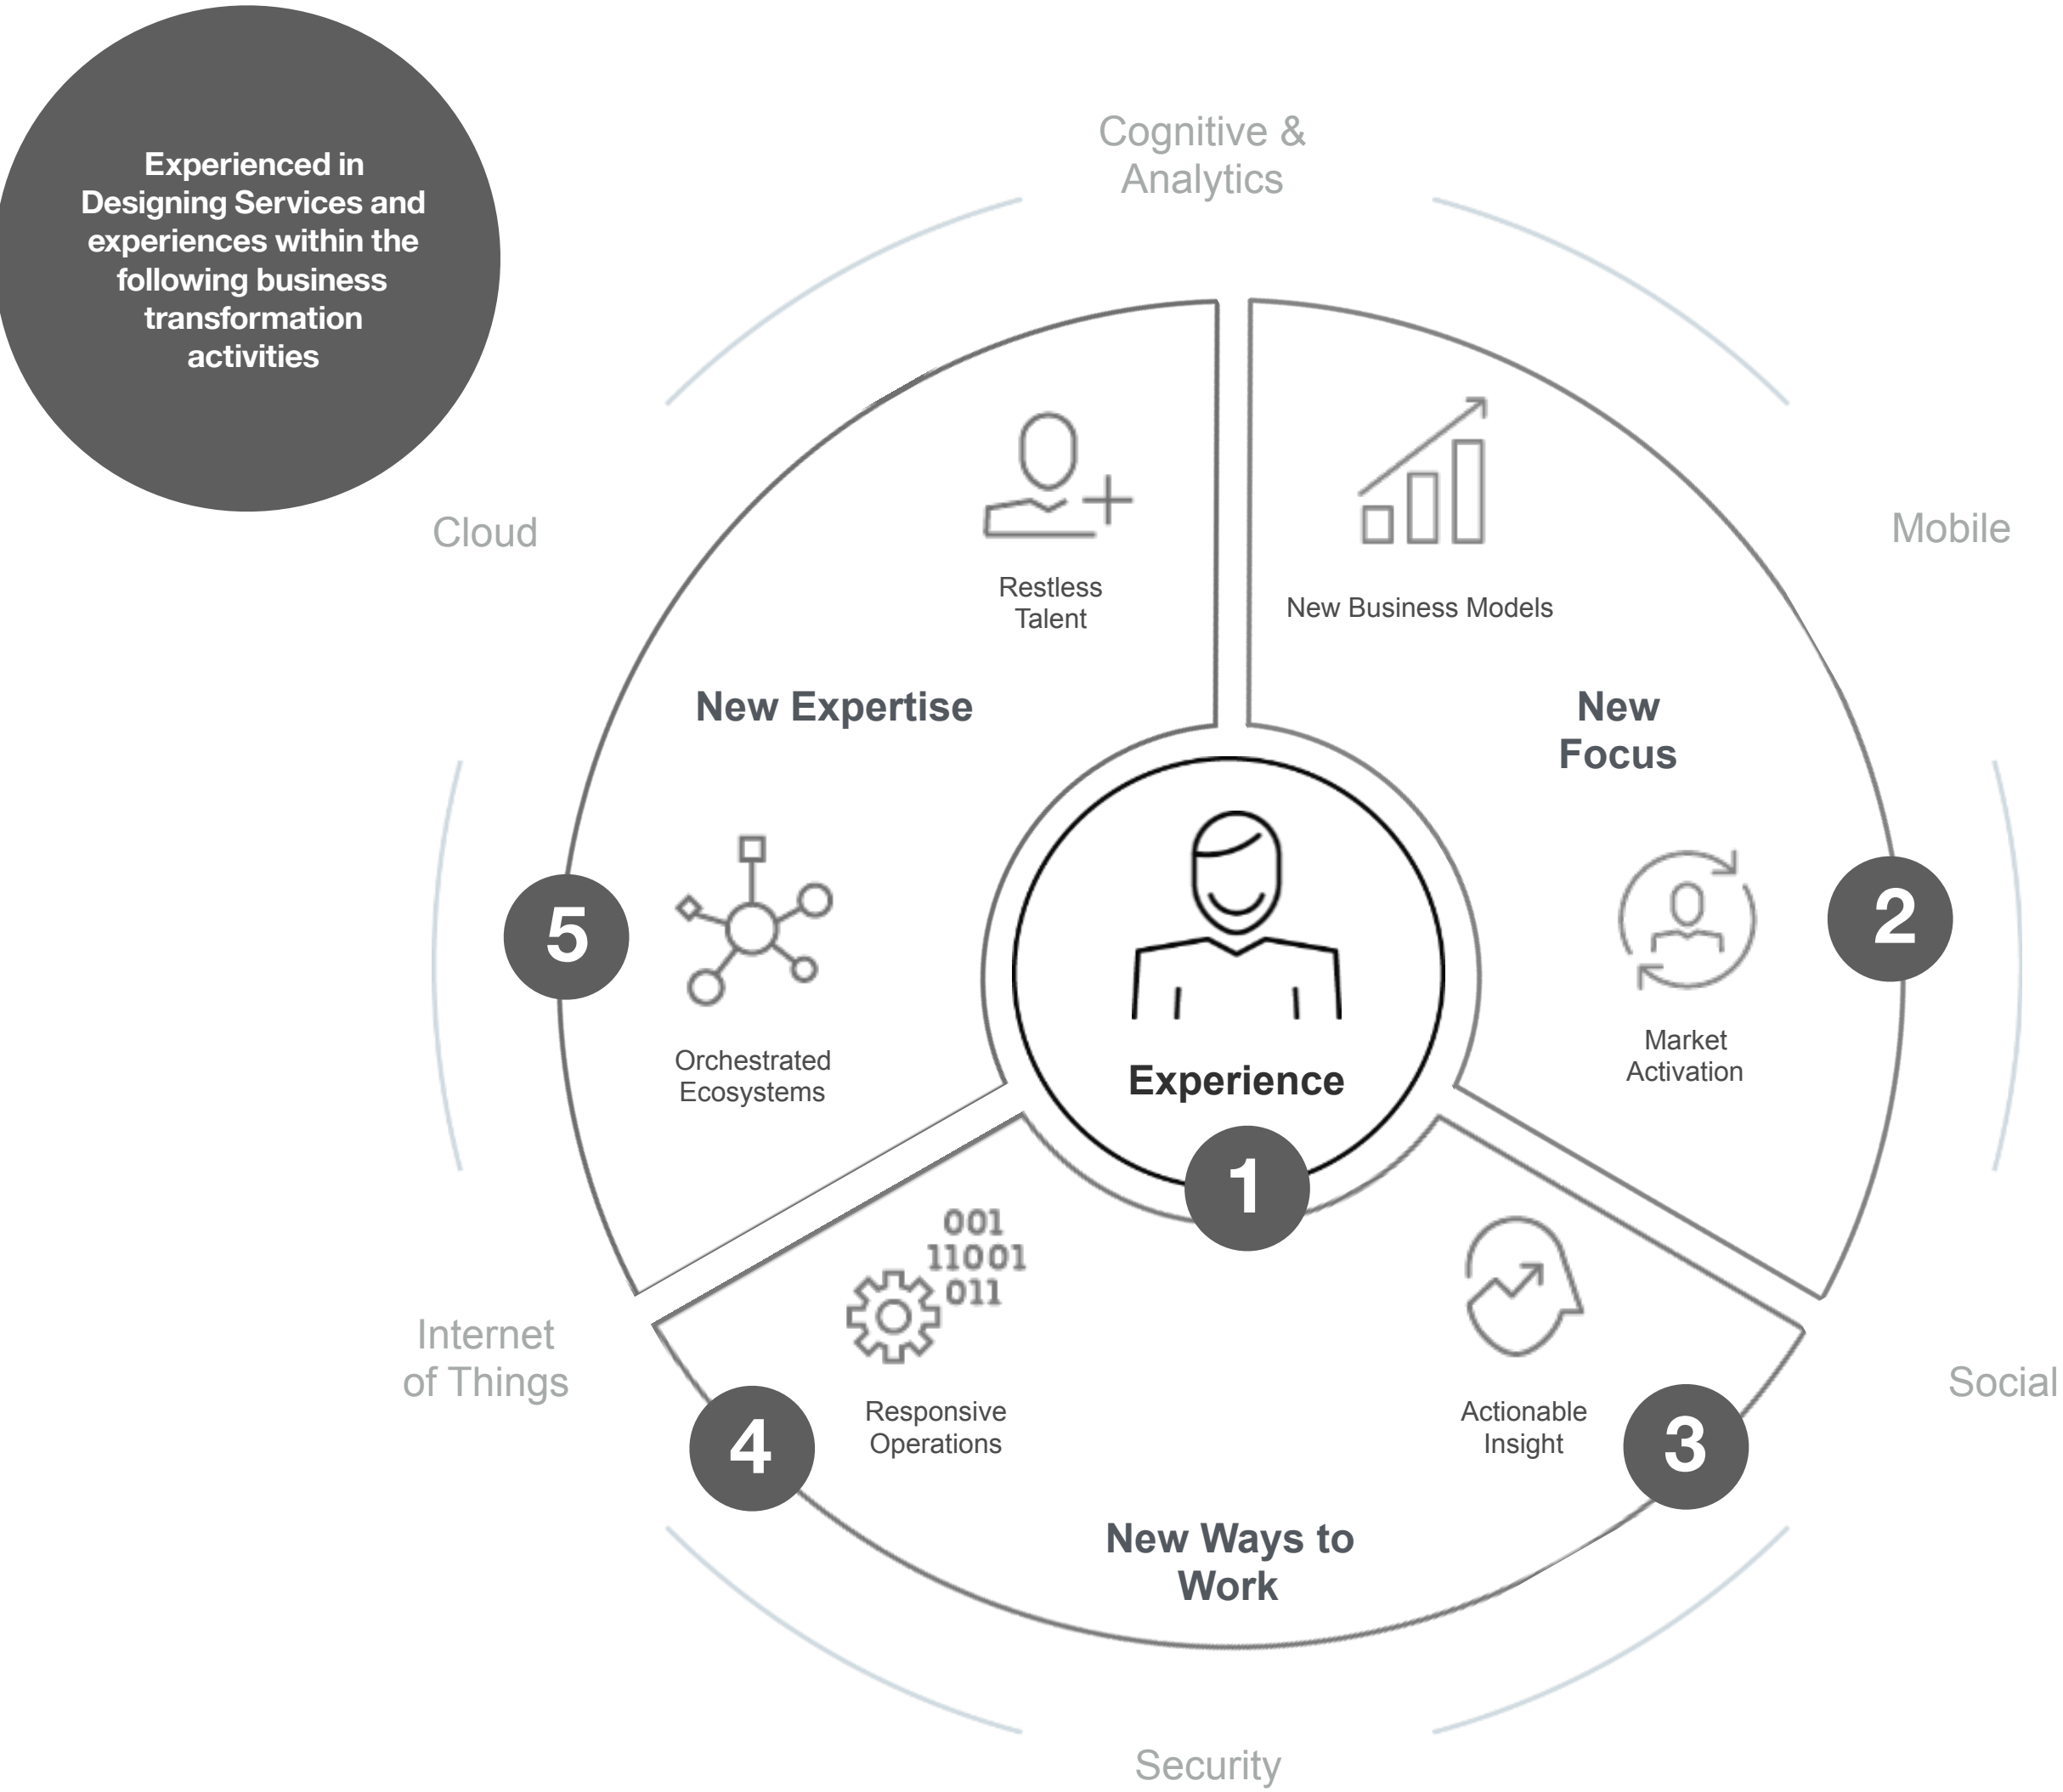 Experienced in
Designing Services and
experiences within the
following business
transformation
activities
Cognitive &
Analytics
Cloud
Mobile
Restless
Talent
New Business Models
New Expertise
New
Focus
5
2
Orchestrated
Ecosystems
Market
Activation
Experience
1
001
11001
011
Internet
of Things
Social
Responsive
Operations
Actionable
Insight
4
3
New Ways to
Work
Security